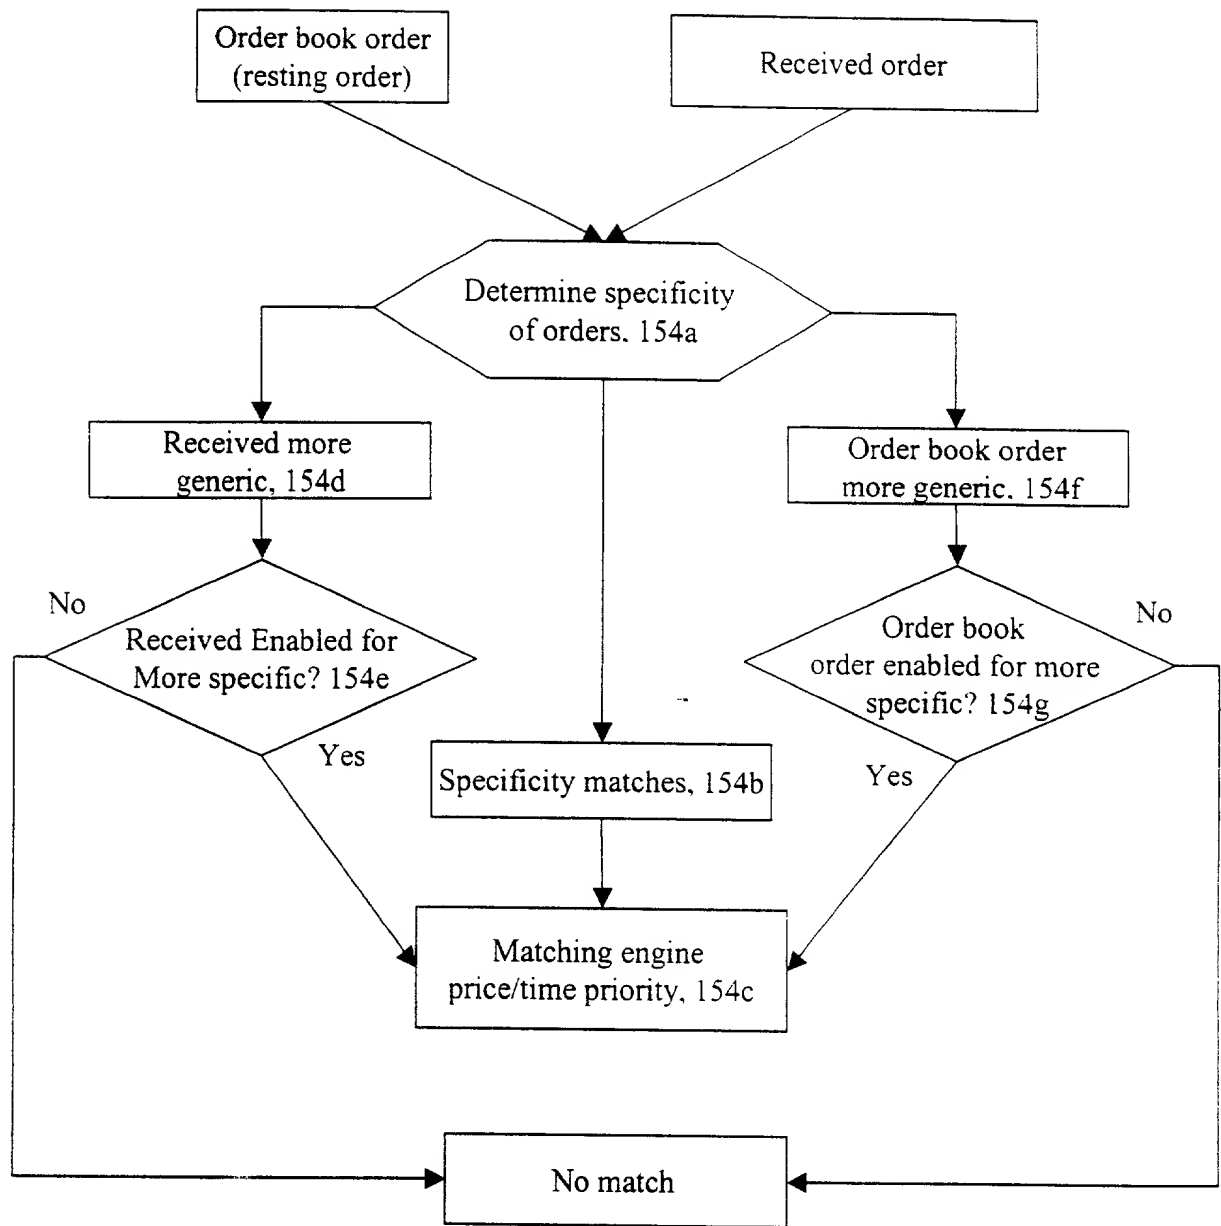 Order book order
(resting order)
Received order
Determine specificity
of orders. 154a
Received more
generic, 154d
Order book order
more generic. 154f
No
Received Enabled for
More specific? 154e
Yes
Order book
order enabled for more
specific? 154g
No
Yes
Specificity matches, 154b
Matching engine
price/time priority, 154c
No match